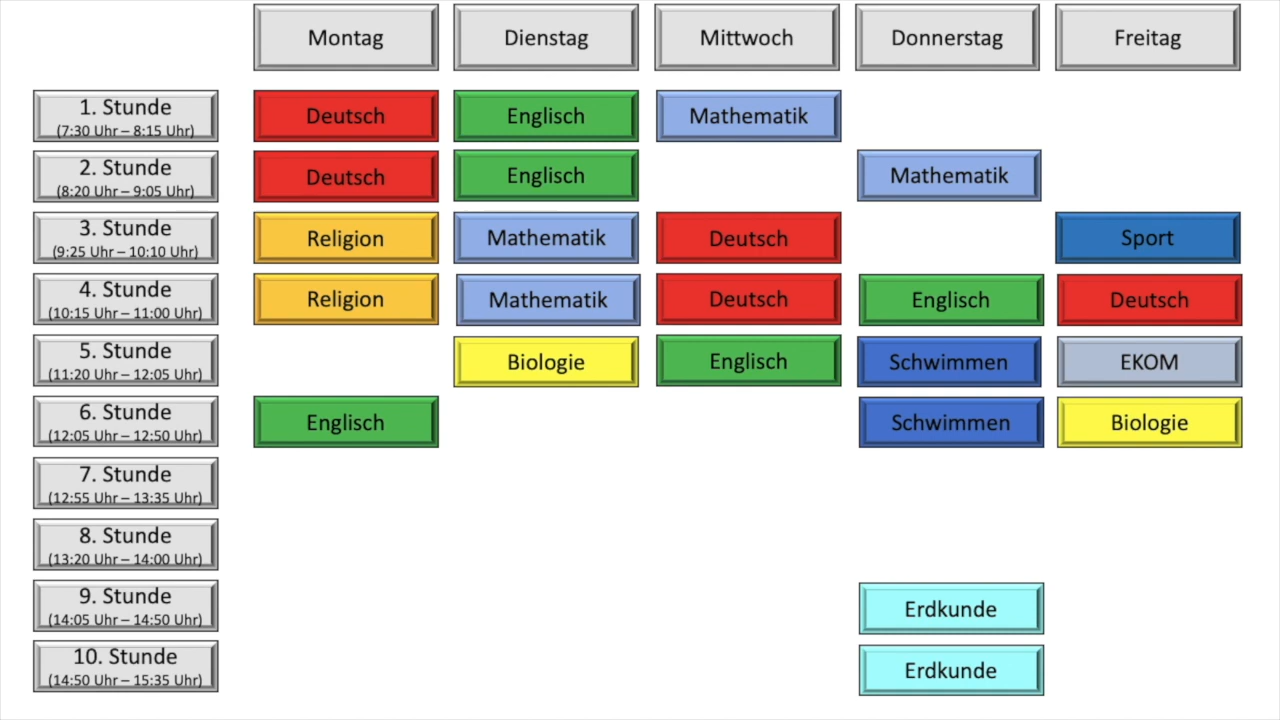 Montag Dienstag Mittwoch Donnerstag Freitag
1. Stunde
(7:30 Uhr – 8:15 Uhr)
Deutsch Englisch Mathematik
2. Stunde
(8:20 Uhr – 9:05 Uhr)
Deutsch Englisch Mathematik
3. Stunde
(9:25 Uhr – 10:10 Uhr)
Religion Mathematik Deutsch Sport
4. Stunde
(10:15 Uhr – 11:00 Uhr)
Religion Mathematik Deutsch Englisch Deutsch
5. Stunde
(11:20 Uhr – 12:05 Uhr)
Biologie Englisch Schwimmen EKOM
6. Stunde
(12:05 Uhr – 12:50 Uhr)
Englisch Schwimmen Biologie
7. Stunde
(12:55 Uhr – 13:35 Uhr)
8. Stunde
(13:20 Uhr – 14:00 Uhr)
9. Stunde
(14:05 Uhr – 14:50 Uhr)
Erdkunde
10. Stunde
(14:50 Uhr – 15:35 Uhr)
Erdkunde